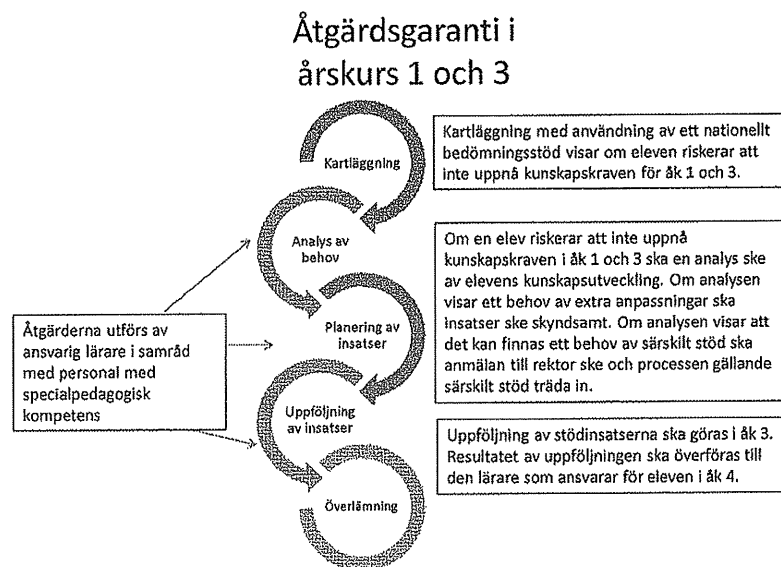 Åtgärdsgaranti i
årskurs 1 och 3
Kartläggning
Kartläggning med användning av ett nationellt
bedömningsstöd visar om eleven riskerar att
inte uppnå kunskapskraven för åk 1 och 3.
Analys av
behov
Om en elev riskerar att inte uppnå
kunskapskraven i åk 1 och 3 ska en analys ske
av elevens kunskapsutveckling. Om analysen
visar ett behov av extra anpassningar ska
insatser ske skyndsamt. Om analysen visar att
det kan finnas ett behov av särskilt stöd ska
anmälan till rektor ske och processen gällande
särskilt stöd träda in.
Planering av
insatser
Åtgärderna utförs av
ansvarig lärare i samråd
med personal med
specialpedagogisk
kompetens
Uppföljning
av insatser
Uppföljning av stödinsatserna ska göras i åk 3.
Resultatet av uppföljningen ska överföras till
den lärare som ansvarar för eleven i åk 4.
Överlämning